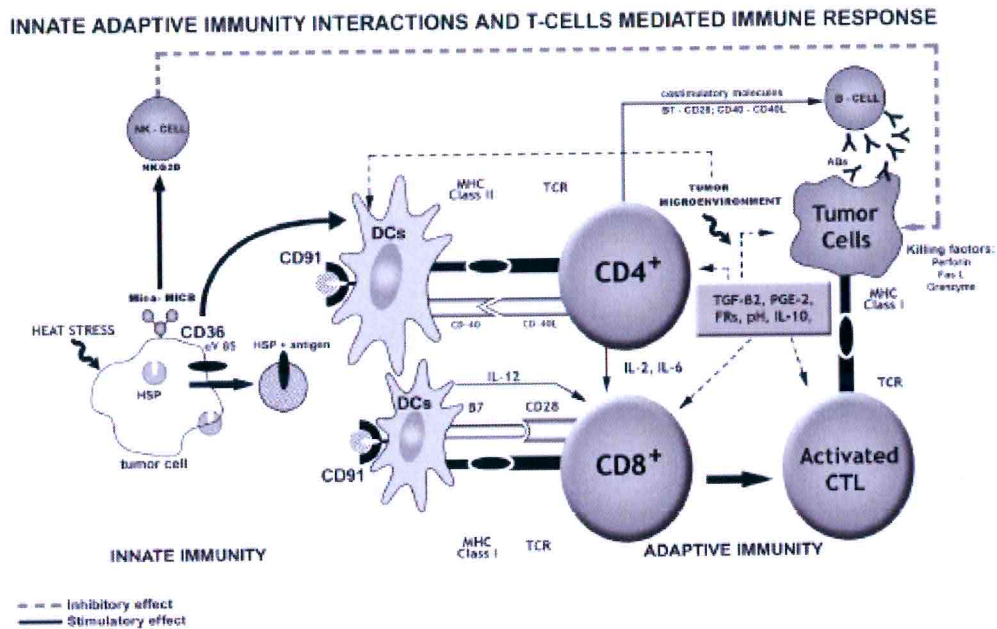 INNATE ADAPTIVE IMMUNITY INTERACTIONS AND T-CELLS MEDIATED IMMUNE RESPONSE
NK - CELL
NKG2D
Mica- MICB
HEAT STRESS
CD36
HSP
HSP + antigen
tumor cell
INNATE IMMUNITY
CD91
DCs
MHC
Class II
TCR
CD4+
CD-40
CD-40L
costimulatory molecules
B7 - CD28; CD40 - CD40L
B - CELL
ABs
TUMOR
MICROENVIRONMENT
Tumor
Cells
Killing factors:
Perforin
Fas L
Granzyme
TGF-B2, PGE-2,
FRs, pH, IL-10,
MHC
Class I
TCR
IL-2, IL-6
DCs
IL-12
B7
CD28
CD91
CD8+
Activated
CTL
MHC
Class I
TCR
ADAPTIVE IMMUNITY
Inhibitory effect
Stimulatory effect